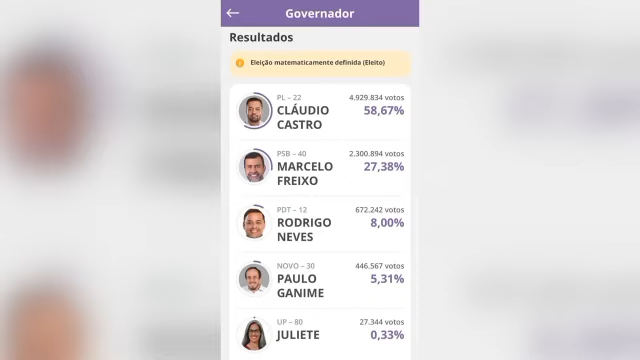 Governador
Resultados
Eleição matematicamente definida (Eleito)
PL – 22
4.929.834 votos
CLÁUDIO
CASTRO
58,67%
PSB – 40
2.300.894 votos
MARCELO
FREIXO
27,38%
PDT – 12
672.242 votos
RODRIGO
NEVES
8,00%
NOVO – 30
446.567 votos
PAULO
GANIME
5,31%
UP – 80
27.344 votos
JULIETE
0,33%